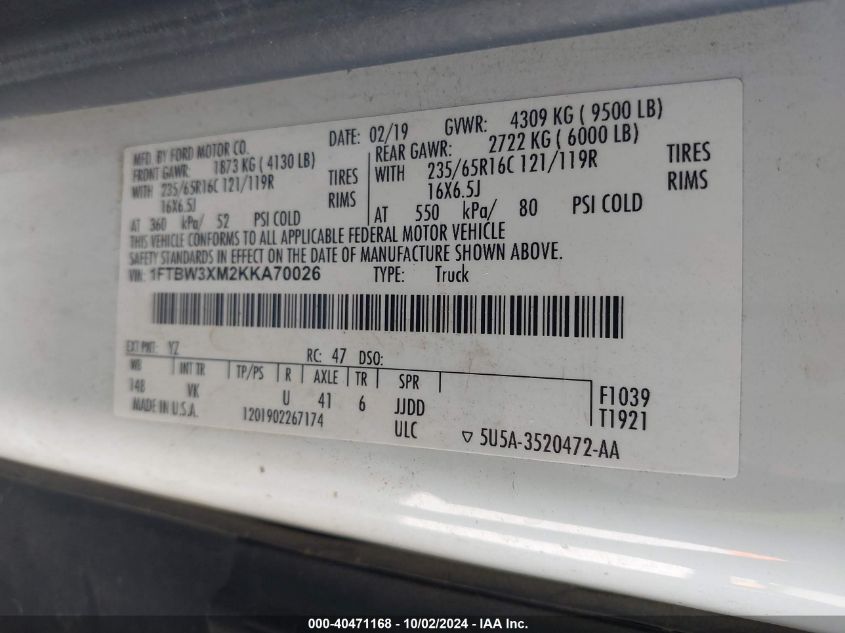 MFD. BY FORD MOTOR CO. DATE: 02/19 GVWR: 4309 KG ( 9500 LB)
FRONT GAWR: 1873 KG ( 4130 LB) REAR GAWR: 2722 KG ( 6000 LB)
WITH 235/65R16C 121/119R TIRES WITH 235/65R16C 121/119R TIRES
16X6.5J RIMS 16X6.5J RIMS
AT 360 kPa/ 52 PSI COLD AT 550 kPa/ 80 PSI COLD
THIS VEHICLE CONFORMS TO ALL APPLICABLE FEDERAL MOTOR VEHICLE
SAFETY STANDARDS IN EFFECT ON THE DATE OF MANUFACTURE SHOWN ABOVE.
VIN: 1FTBW3XM2KKA70026 TYPE: Truck
EXT PNT: YZ RC: 47 DSO:
WB INT TR TP/PS R AXLE TR SPR
148 VK U 41 6 JJDD F1039
MADE IN U.S.A. 1201902267174 ULC T1921
5U5A-3520472-AA
000-40471168 - 10/02/2024 - IAA Inc.